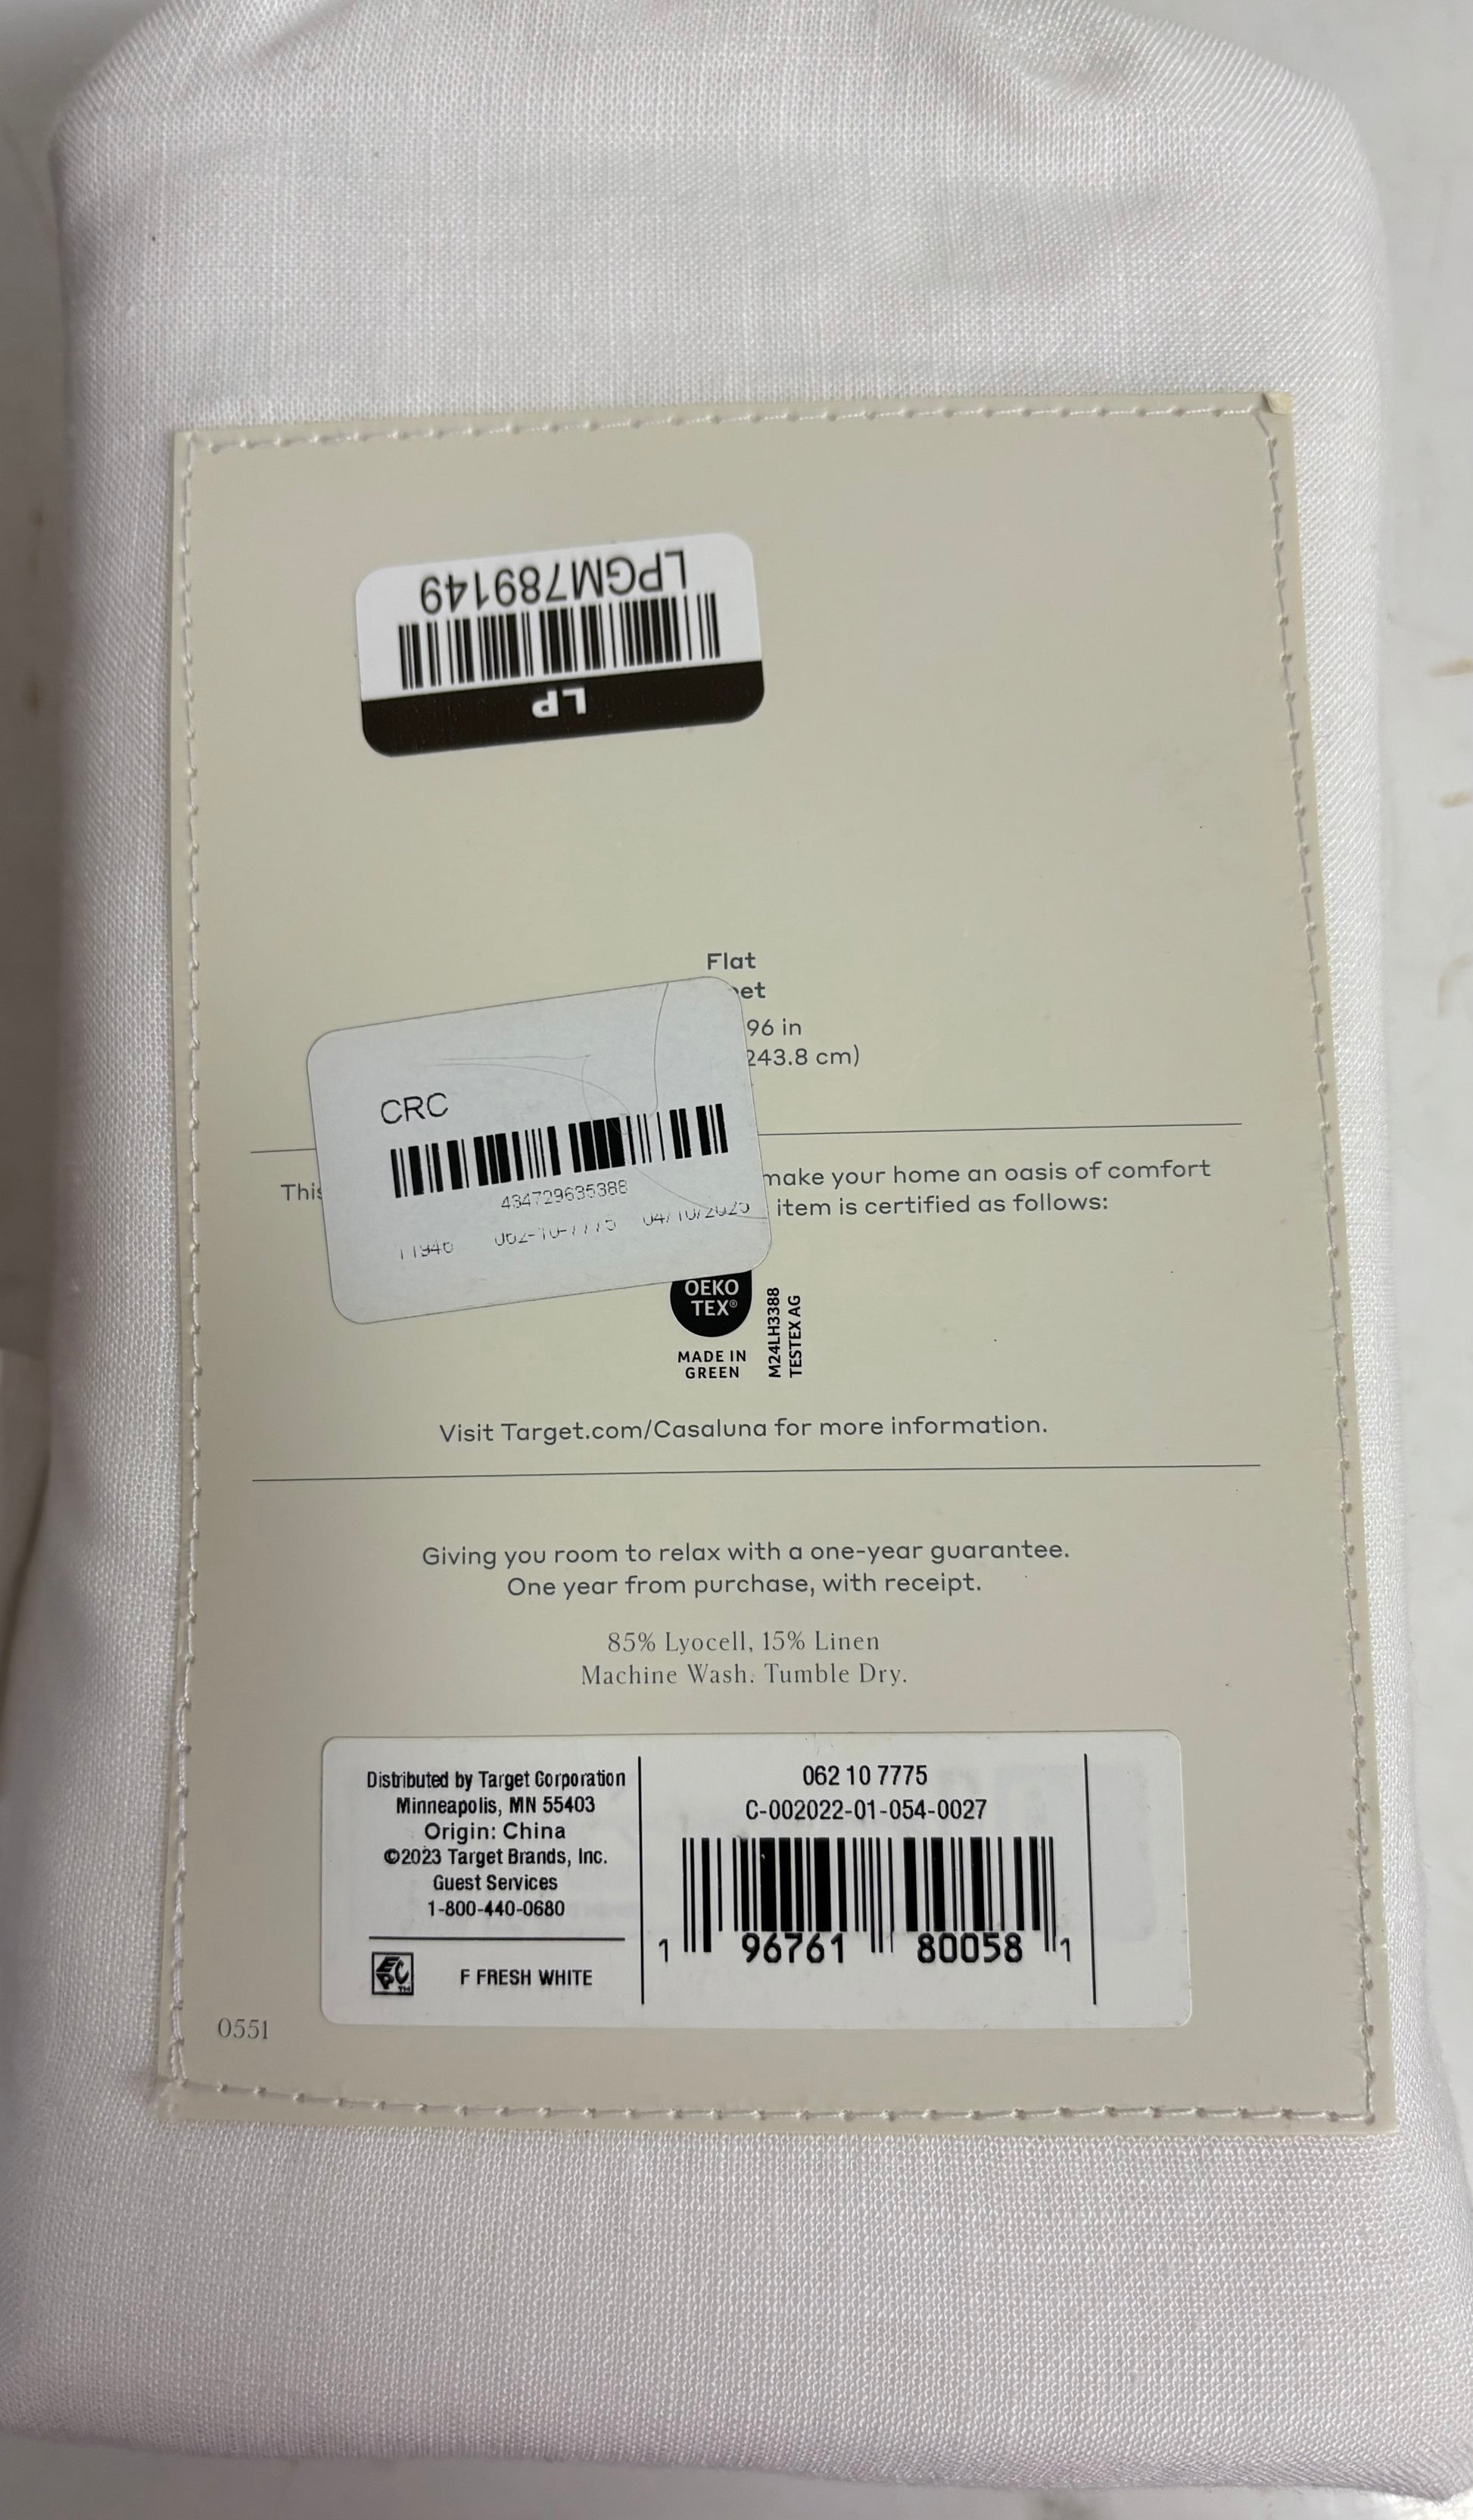 LPGM789149
LP
Flat
96 in
243.8 cm)
CRC
434729635388
11946 062-10-7775 04/10/2025
This make your home an oasis of comfort
item is certified as follows:
OEKO
TEX®
MADE IN
GREEN
M24LH3388
TESTEX AG
Visit Target.com/Casaluna for more information.
Giving you room to relax with a one-year guarantee.
One year from purchase, with receipt.
85% Lyocell, 15% Linen
Machine Wash. Tumble Dry.
Distributed by Target Corporation
Minneapolis, MN 55403
Origin: China
©2023 Target Brands, Inc.
Guest Services
1-800-440-0680
F FRESH WHITE
062 10 7775
C-002022-01-054-0027
1 96761 80058 1
0551